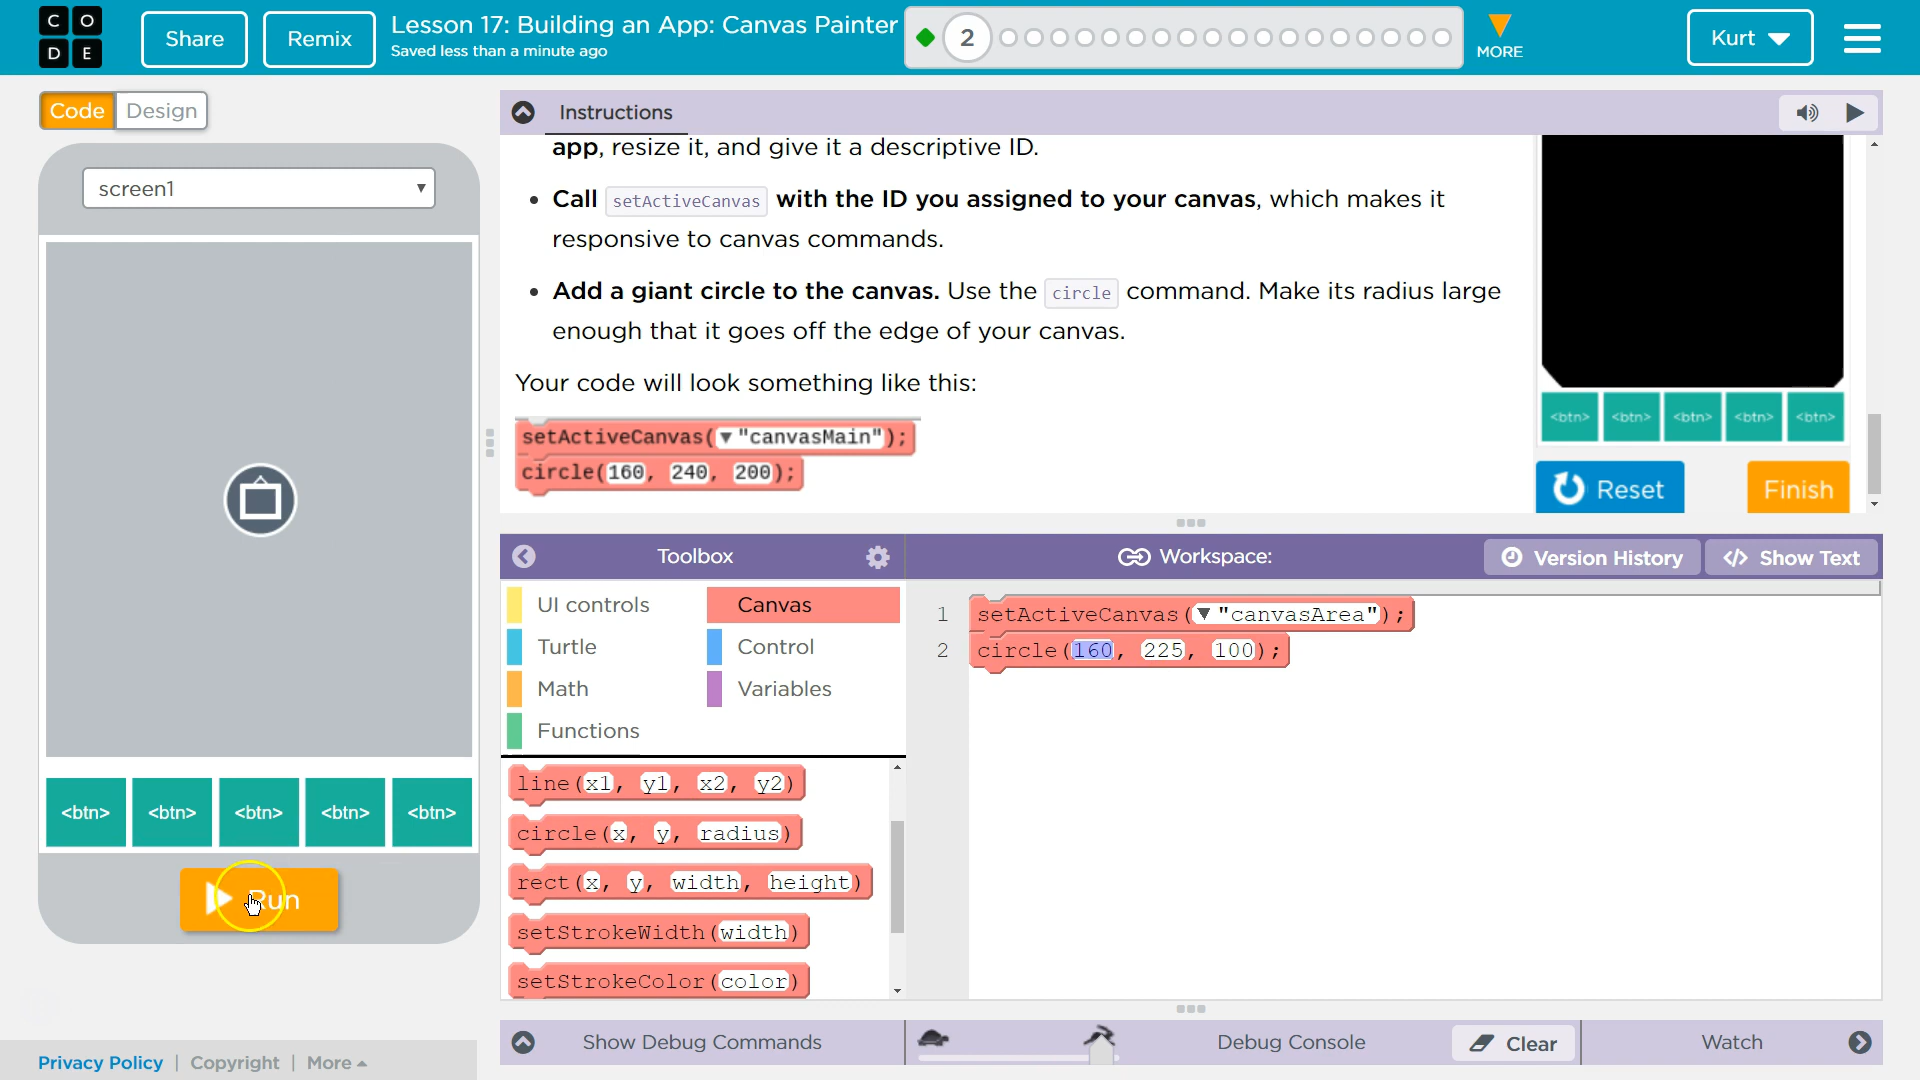 CO
DE
Share
Remix
Lesson 17: Building an App: Canvas Painter
Saved less than a minute ago
2
MORE
Kurt
Code
Design
screen1
<btn>
<btn>
<btn>
<btn>
<btn>
Run
Privacy Policy | Copyright | More
Instructions
app, resize it, and give it a descriptive ID.
• Call setActiveCanvas with the ID you assigned to your canvas, which makes it
responsive to canvas commands.
• Add a giant circle to the canvas. Use the circle command. Make its radius large
enough that it goes off the edge of your canvas.
Your code will look something like this:
setActiveCanvas(▼"canvasMain");
circle(160, 240, 200);
<btn>
<btn>
<btn>
<btn>
<btn>
Reset
Finish
Toolbox
Workspace:
Version History
Show Text
UI controls
Canvas
Turtle
Control
Math
Variables
Functions
line(x1, y1, x2, y2)
circle(x, y, radius)
rect(x, y, width, height)
setStrokeWidth(width)
setStrokeColor(color)
1 setActiveCanvas(▼"canvasArea");
2 circle(160, 225, 100);
Show Debug Commands
Debug Console
Clear
Watch